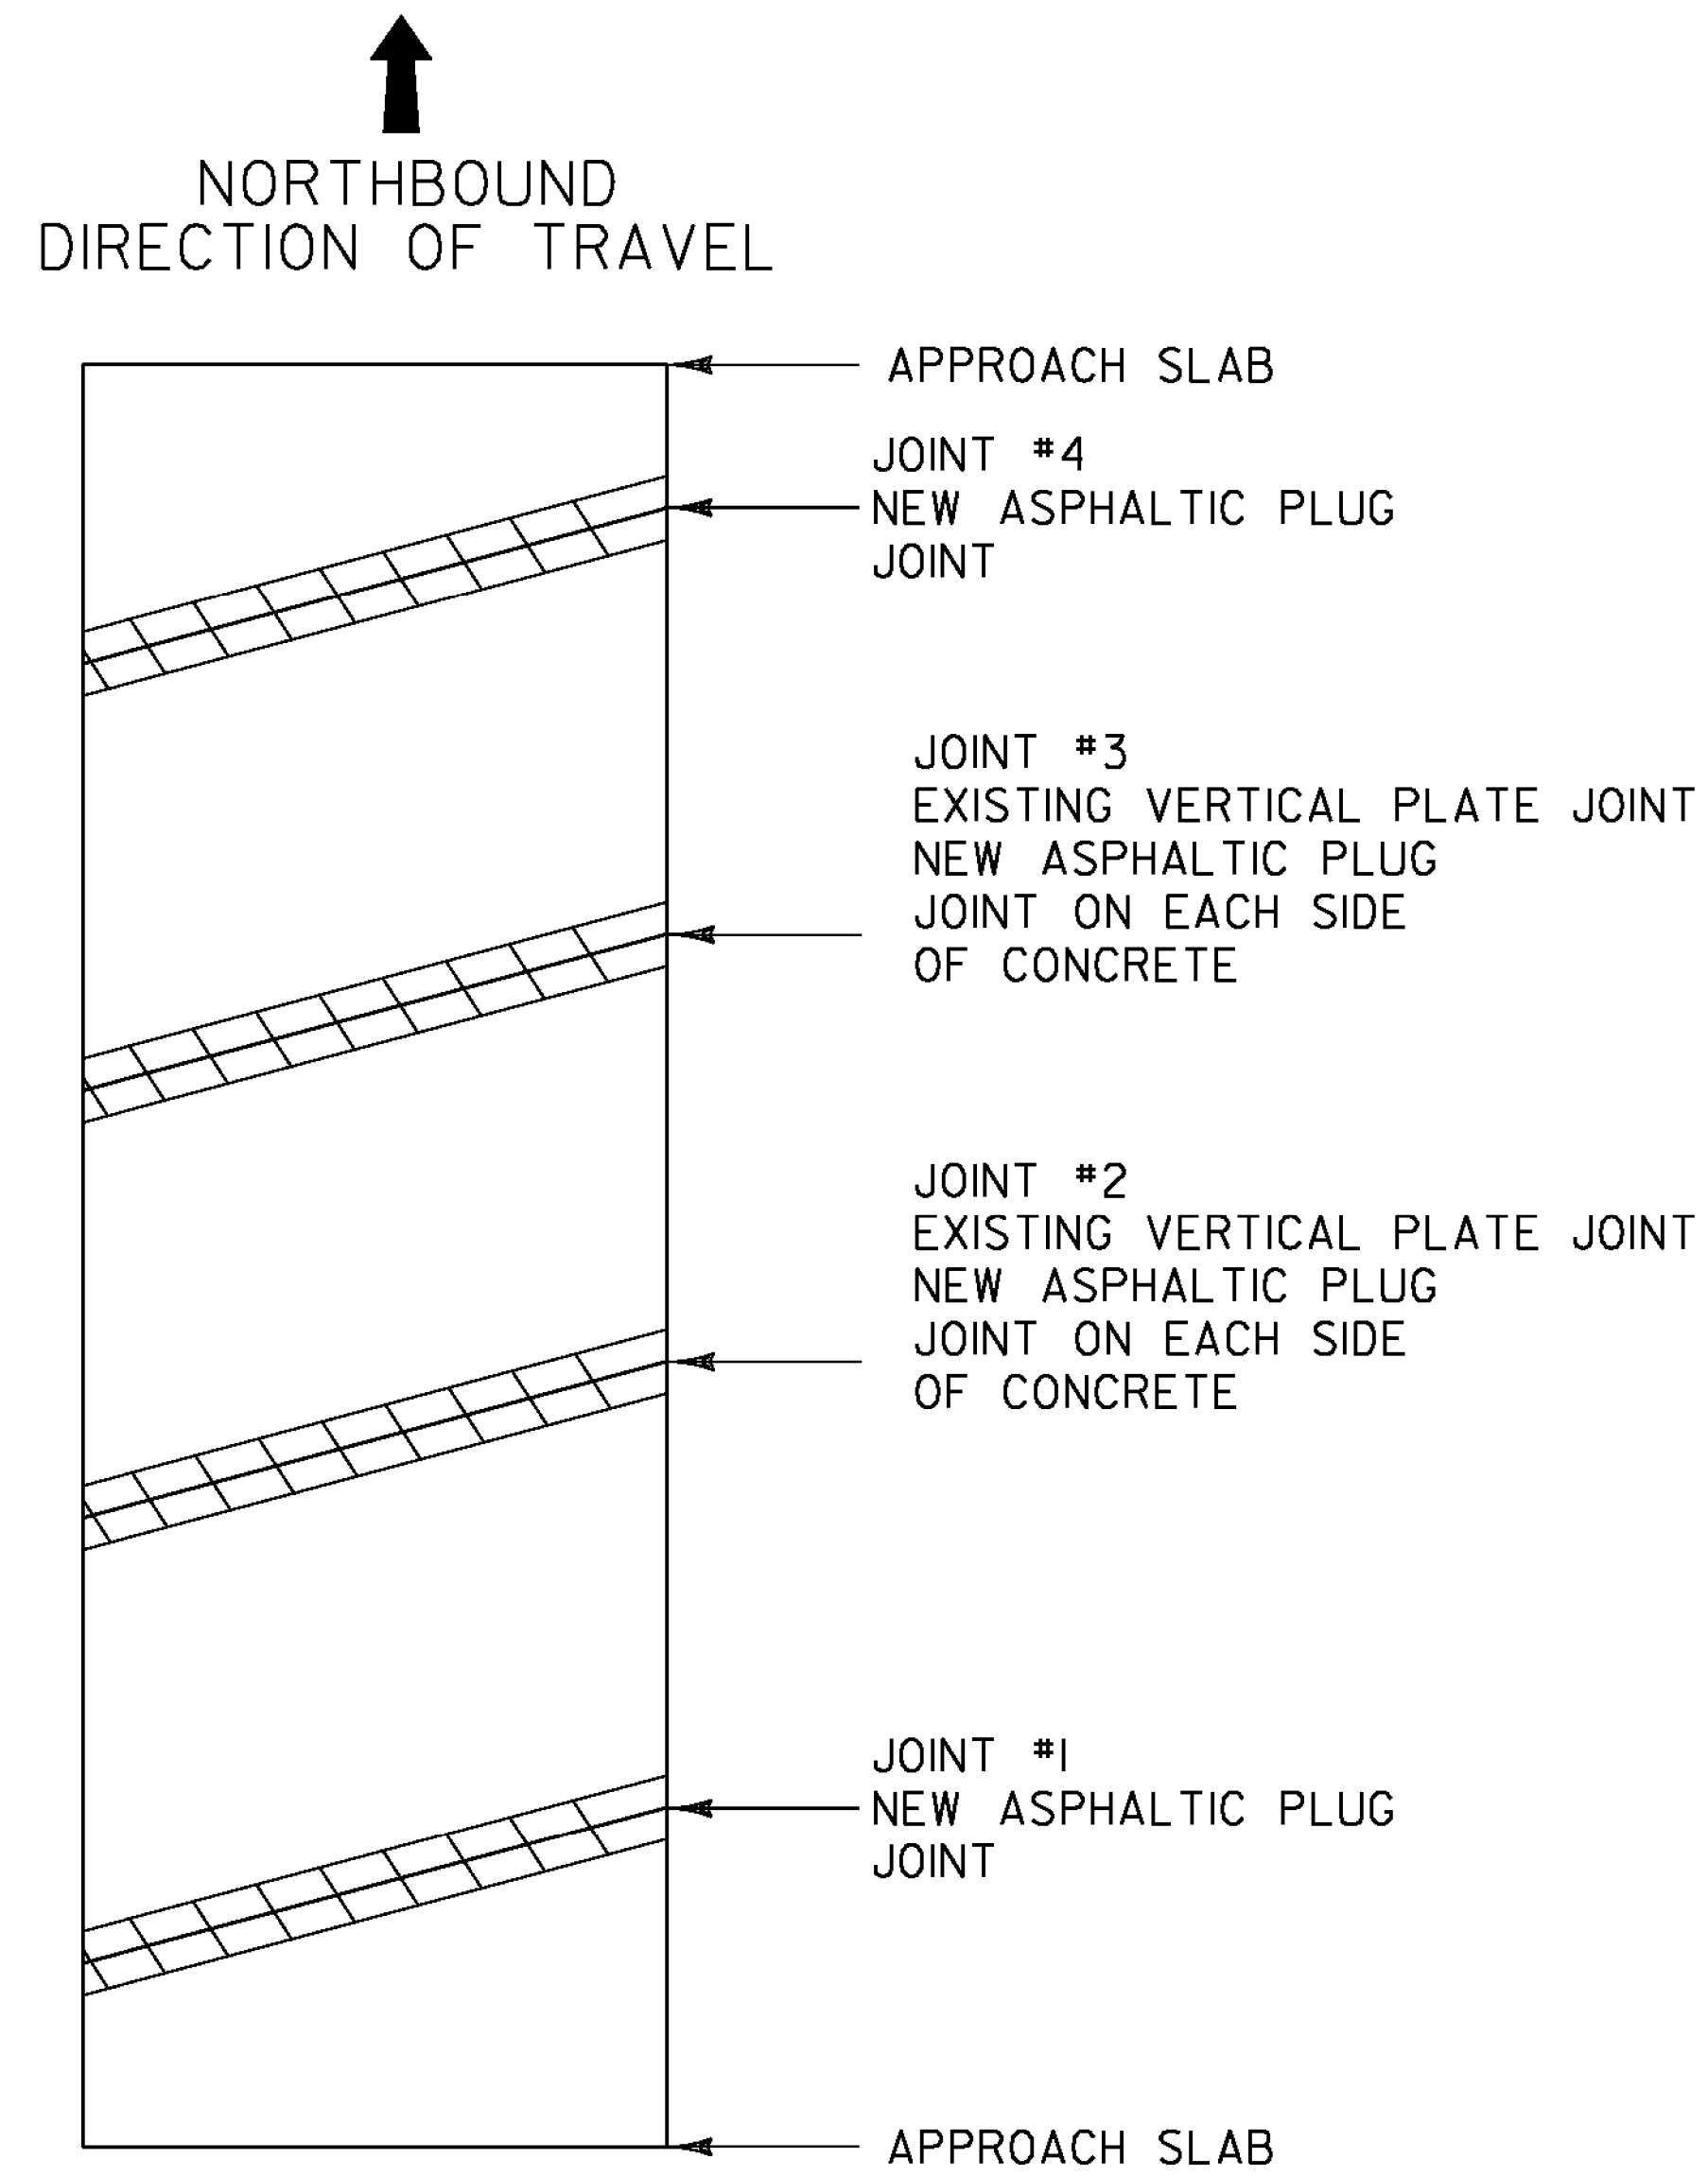 NORTHBOUND
DIRECTION OF TRAVEL
APPROACH SLAB
JOINT #4
NEW ASPHALTIC PLUG
JOINT
JOINT #3
EXISTING VERTICAL PLATE JOINT
NEW ASPHALTIC PLUG
JOINT ON EACH SIDE
OF CONCRETE
JOINT #2
EXISTING VERTICAL PLATE JOINT
NEW ASPHALTIC PLUG
JOINT ON EACH SIDE
OF CONCRETE
JOINT #1
NEW ASPHALTIC PLUG
JOINT
APPROACH SLAB